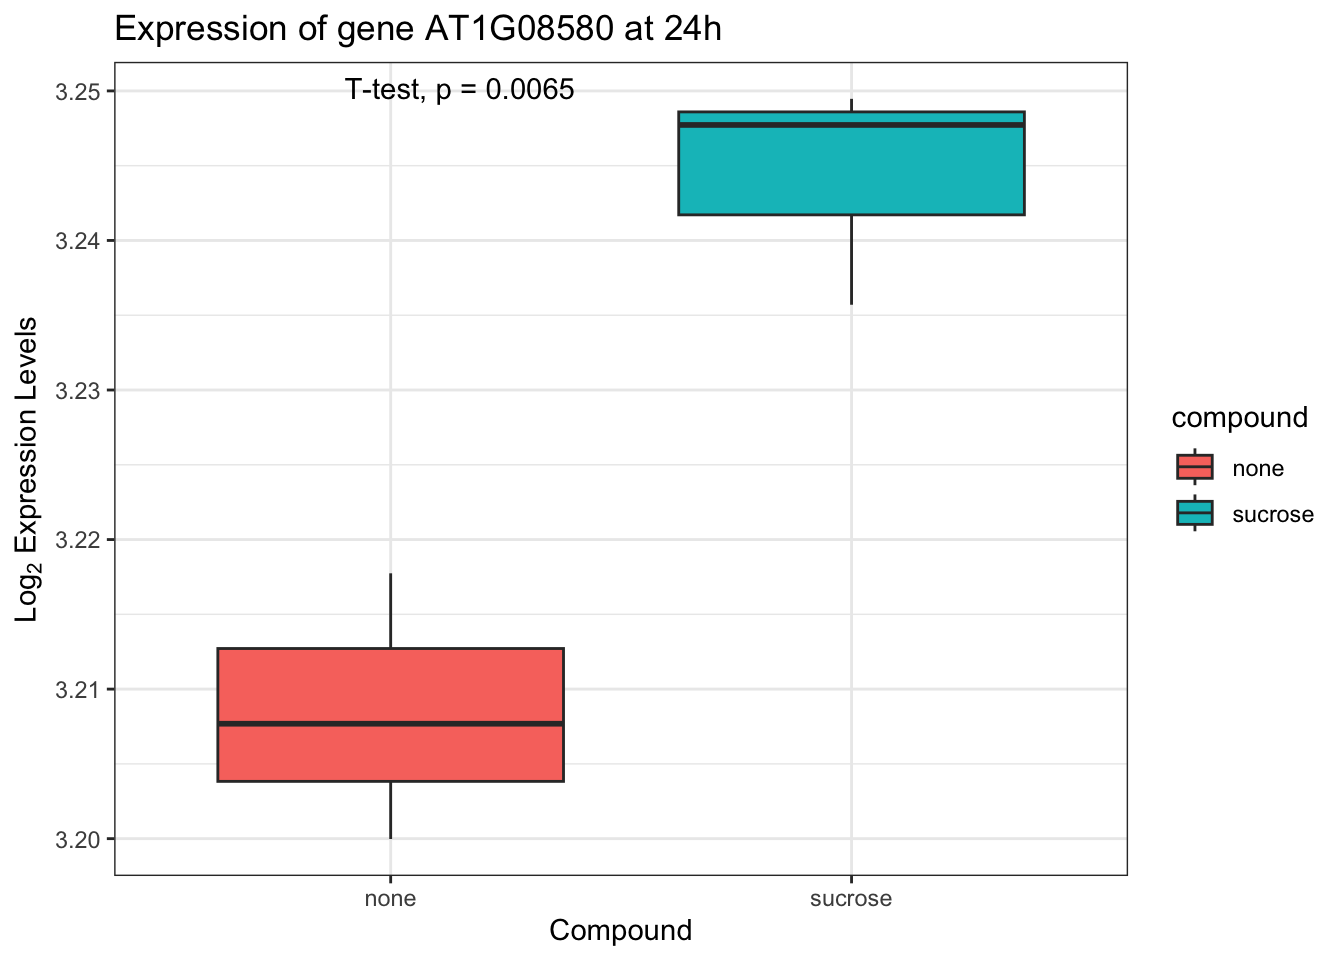 Expression of gene AT1G08580 at 24h
T-test, p = 0.0065
3.25
3.24
3.23
3.22
3.21
3.20
Log₂ Expression Levels
none
sucrose
Compound
compound
none
sucrose